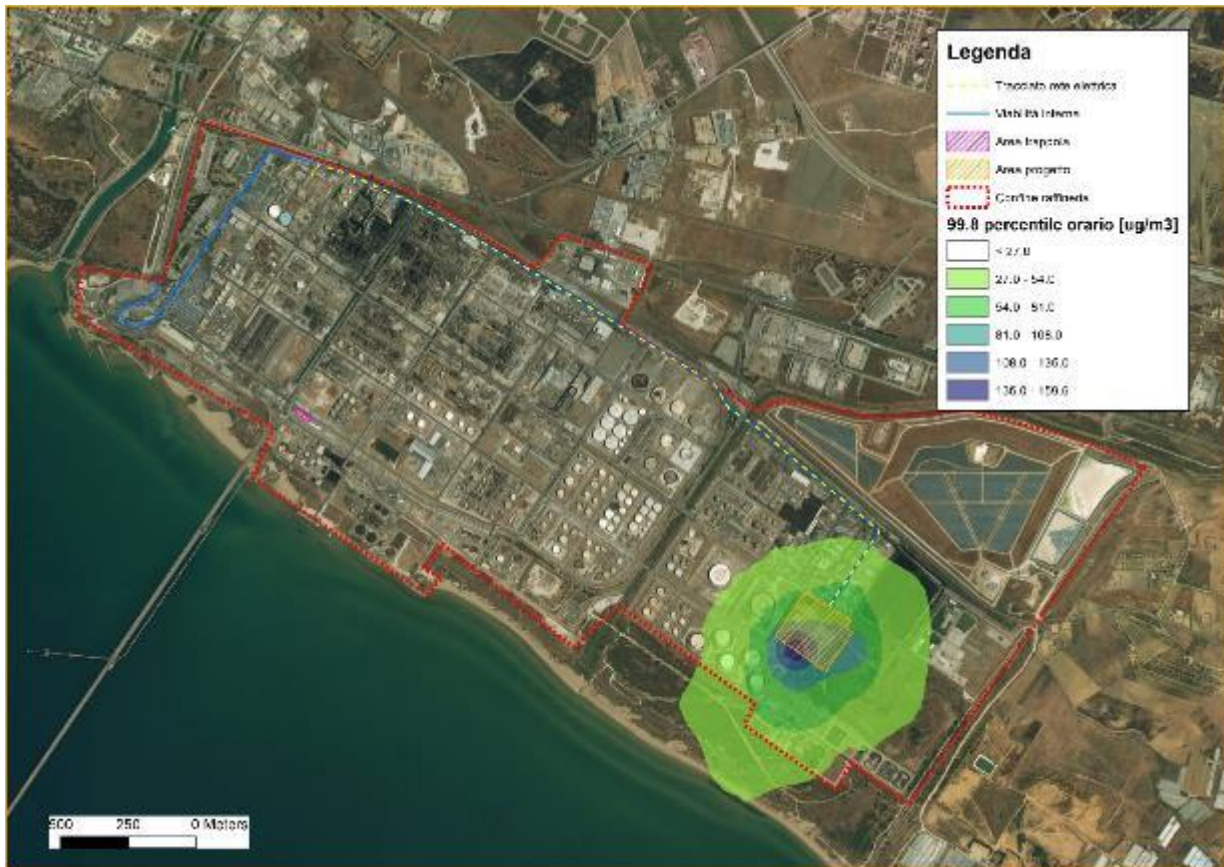 Legenda
Tracciato rete elettrica
Viabilità interna
Area trappola
Area progetto
Confine raffineria
99.8 percentile orario [ug/m3]
< 27.0
27.0 - 54.0
54.0 - 81.0
81.0 - 108.0
108.0 - 135.0
135.0 - 159.6
500 250 0 Meters